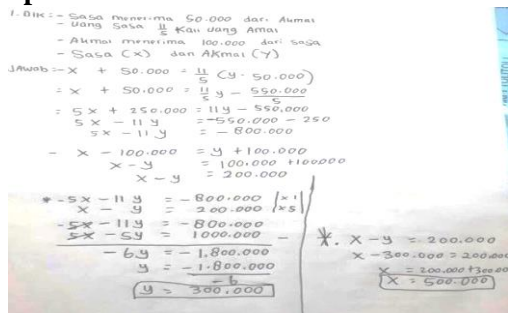 1. DIK : - Sasa menerima 50.000 dari Akmal
- Uang Sasa 11/5 Kali Uang Amal
- Akmal menerima 100.000 dari Sasa
- Sasa (x) dan AKmal (y)
Jawab :- x + 50.000 = 11/5 (y - 50.000)
= x + 50.000 = 11/5 y - 550.000/5
= 5x + 250.000 = 11y - 550.000
5x - 11y = -550.000 - 250
5x - 11y = - 800.000
- x - 100.000 = y + 100.000
x - y = 100.000 + 100000
x - y = 200.000
* - 5x - 11y = - 800.000 | x 1
x - y = 200.000 | x 5
- 5x - 11y = - 800.000
5x - 5y = 1000.000 -
- 6y = - 1.800.000
y = - 1.800.000
- 6
y = 300.000
*. x - y = 200.000
x - 300.000 = 200.000
x = 200.000 + 300.000
x = 500.000